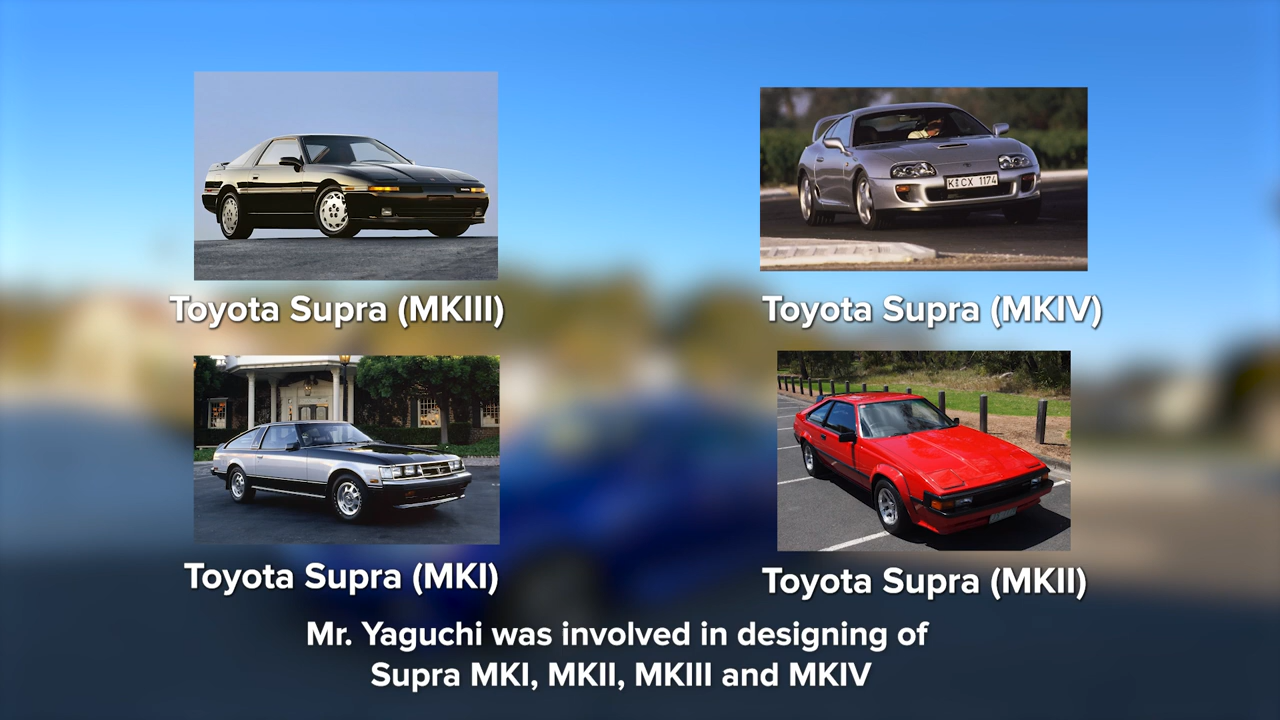 K CX 1174
Toyota Supra (MKIII)
Toyota Supra (MKIV)
Toyota Supra (MKI)
Toyota Supra (MKII)
Mr. Yaguchi was involved in designing of
Supra MKI, MKII, MKIII and MKIV